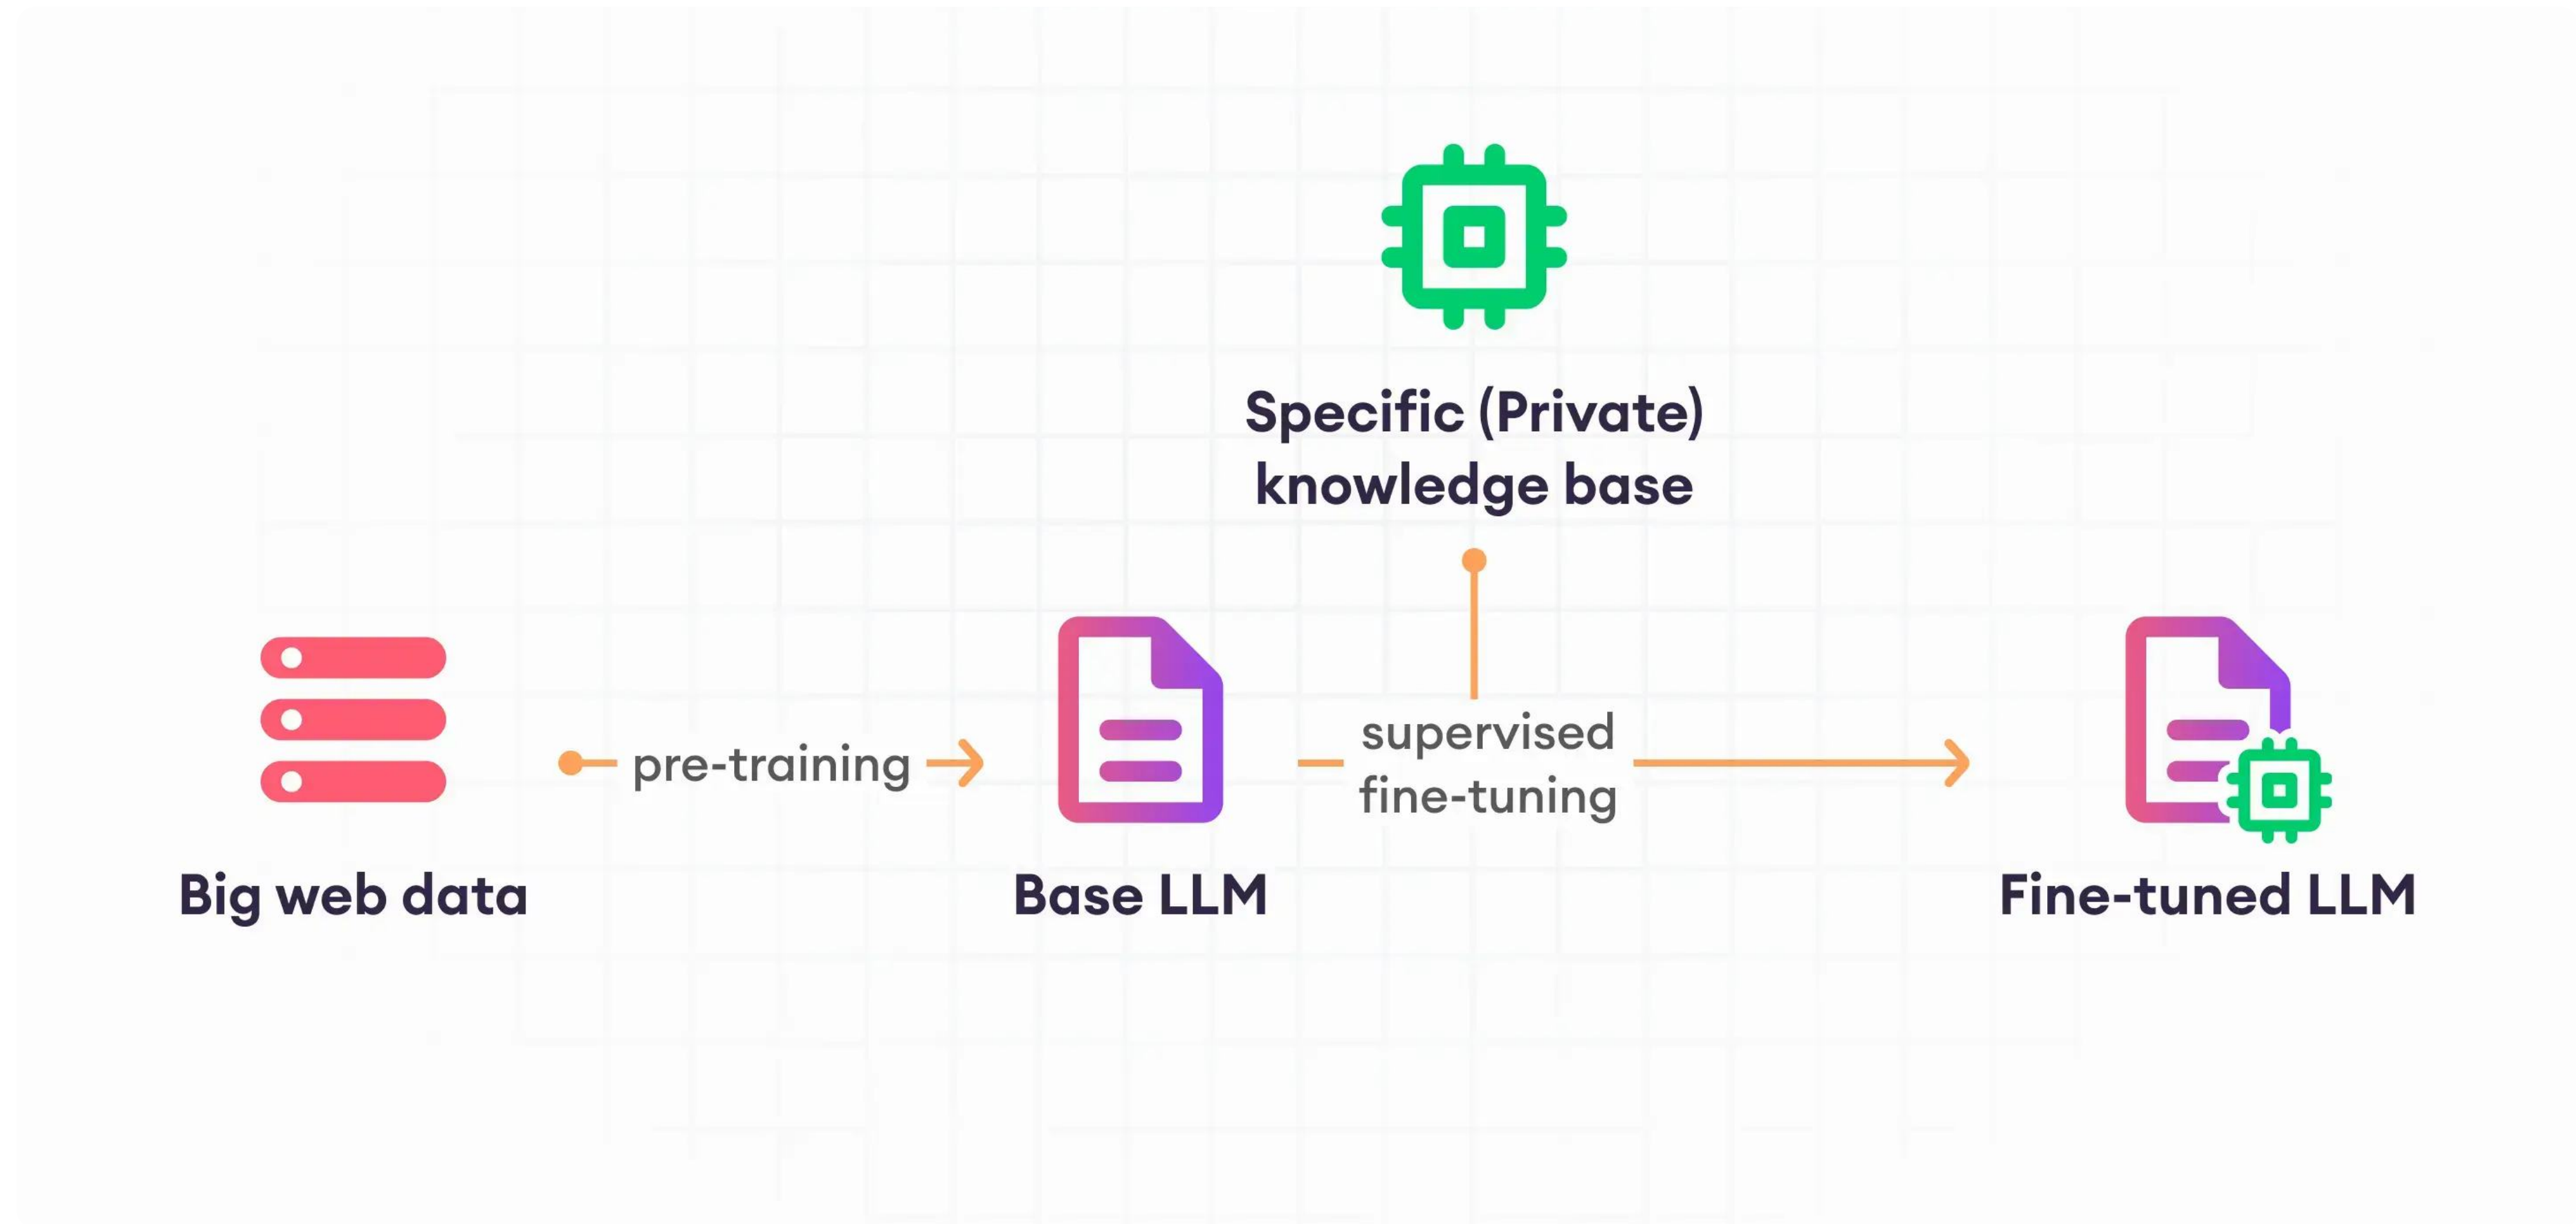 Specific (Private)
knowledge base
pre-training
supervised
fine-tuning
Big web data
Base LLM
Fine-tuned LLM